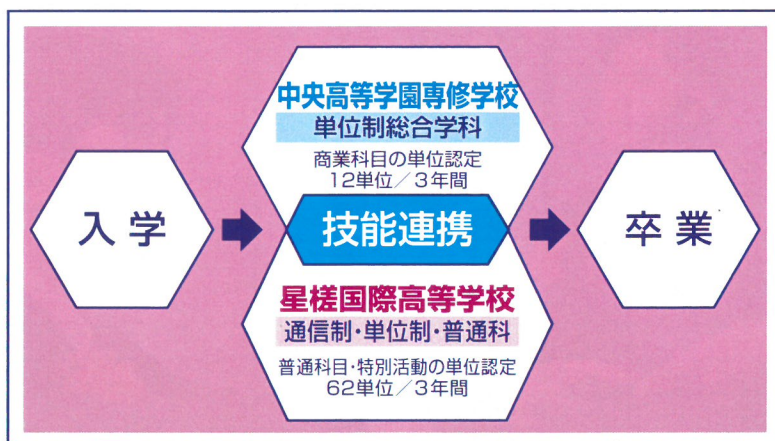 中央高等学園専修学校
単位制総合学科
商業科目の単位認定
12単位／3年間
入学
技能連携
卒業
星槎国際高等学校
通信制・単位制・普通科
普通科目・特別活動の単位認定
62単位／3年間